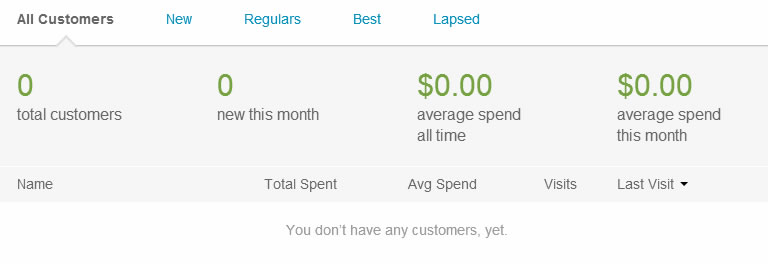 All Customers New Regulars Best Lapsed
0 0 $0.00 $0.00
total customers new this month average spend average spend
all time this month
Name Total Spent Avg Spend Visits Last Visit
You don’t have any customers, yet.